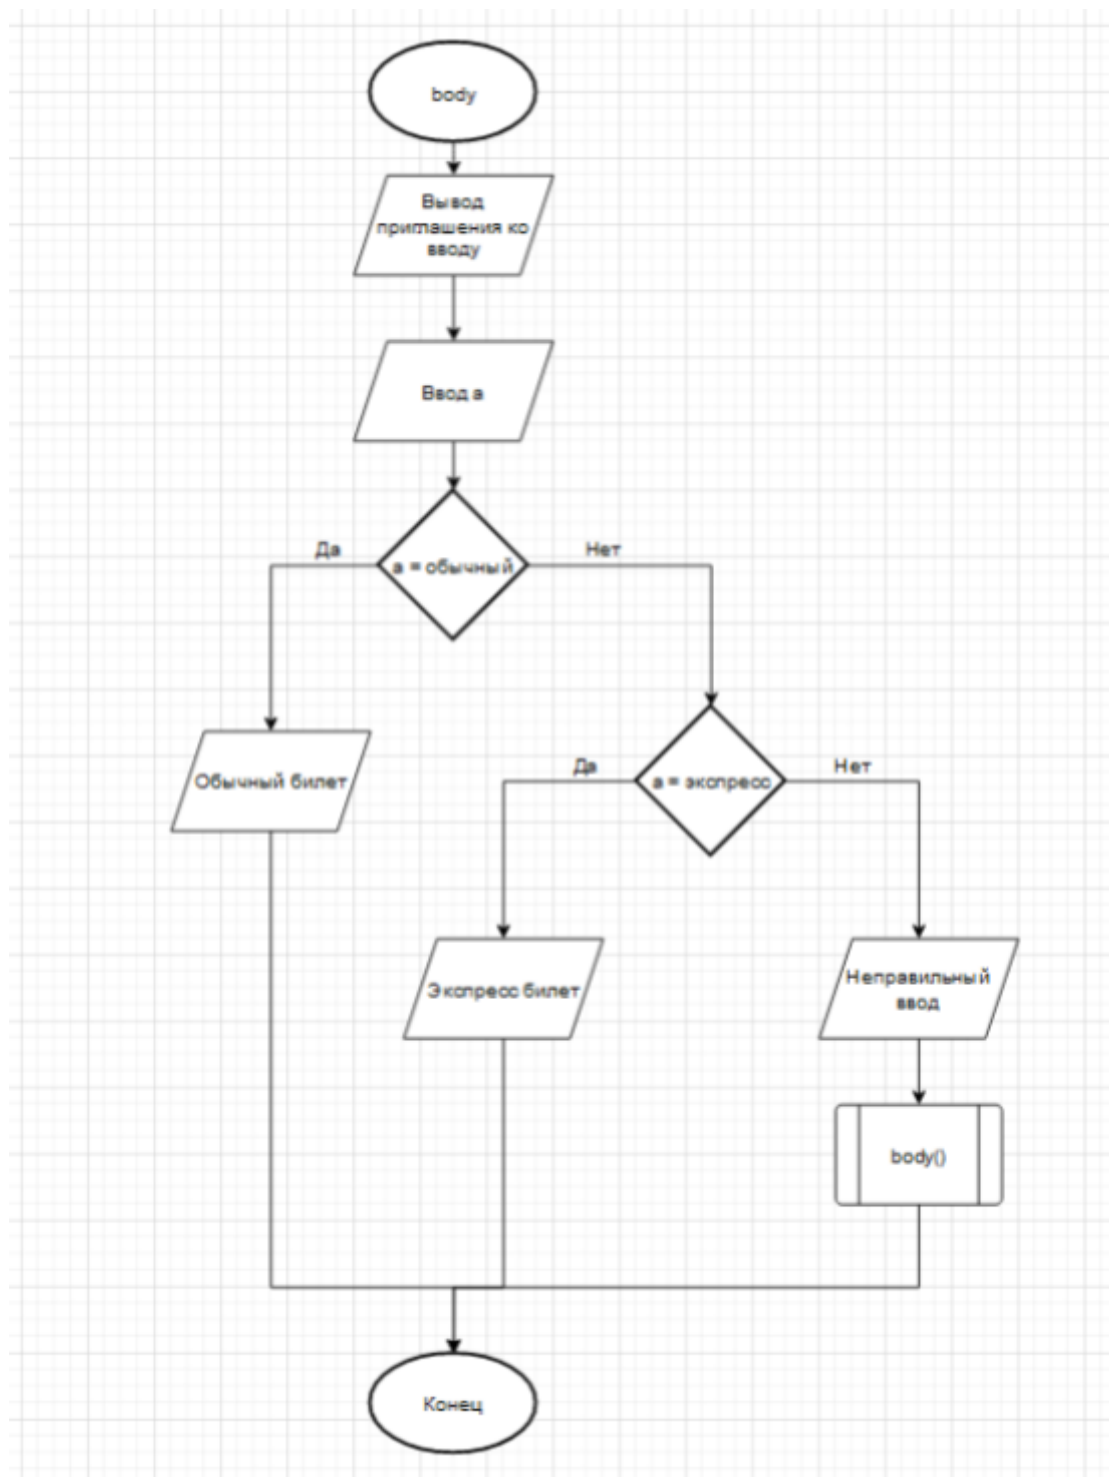 body
Вывод
приглашения ко
вводу
Ввод а
Да
Нет
а = обычный
Обычный билет
Да
Нет
а = экспресс
Экспресс билет
Неправильный
ввод
body()
Конец